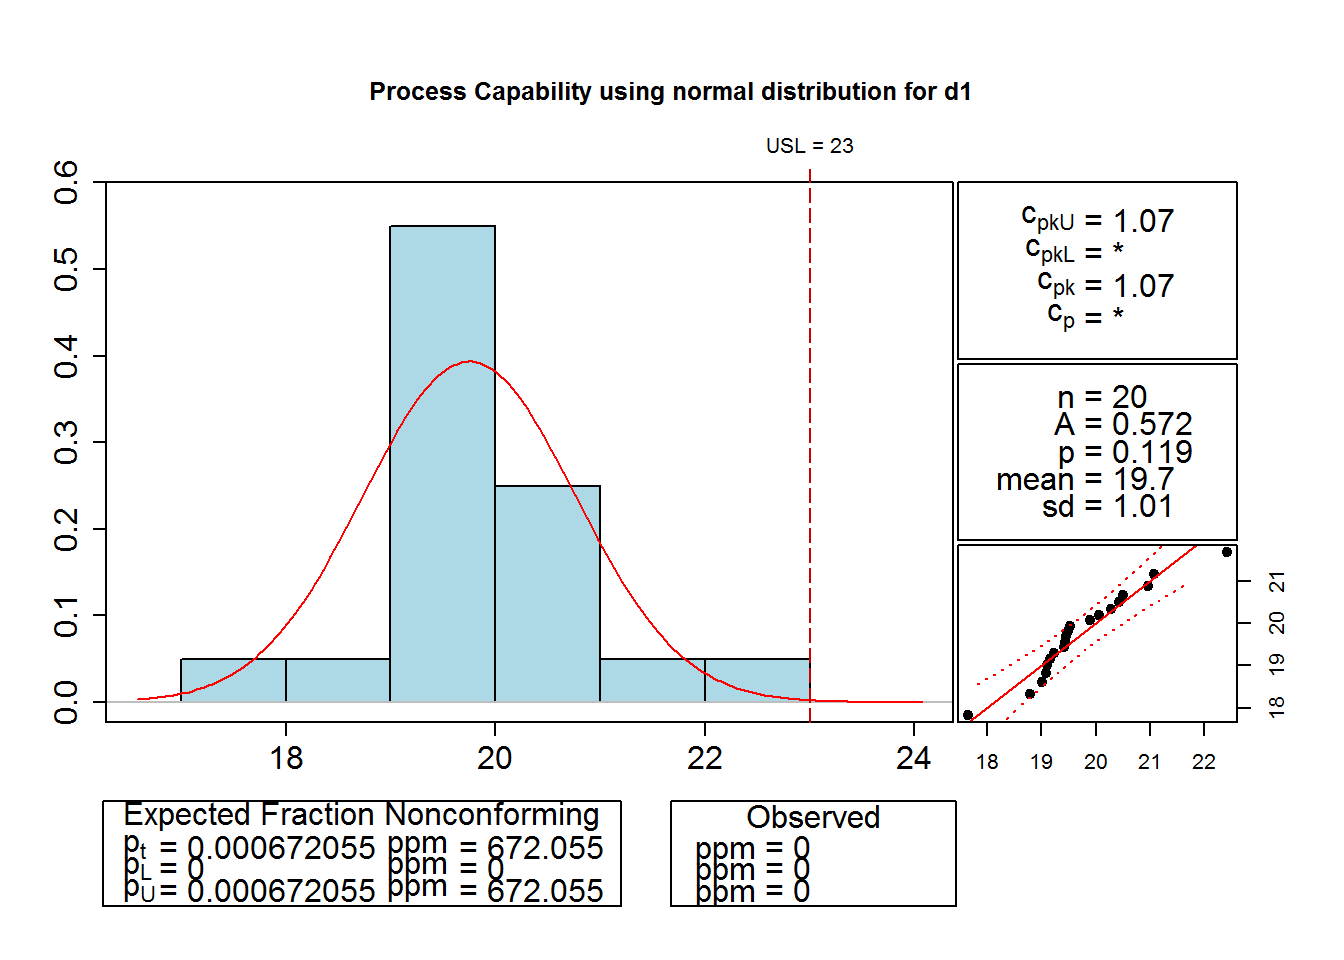 Process Capability using normal distribution for d1
USL = 23
0.6
0.5
0.4
0.3
0.2
0.1
0.0
18 20 22 24
cpkU = 1.07
cpkL = *
cpk = 1.07
cp = *
n = 20
A = 0.572
p = 0.119
mean = 19.7
sd = 1.01
21
20
19
18
18 19 20 21 22
Expected Fraction Nonconforming
pt = 0.000672055 ppm = 672.055
pL = 0 ppm = 0
pU = 0.000672055 ppm = 672.055
Observed
ppm = 0
ppm = 0
ppm = 0